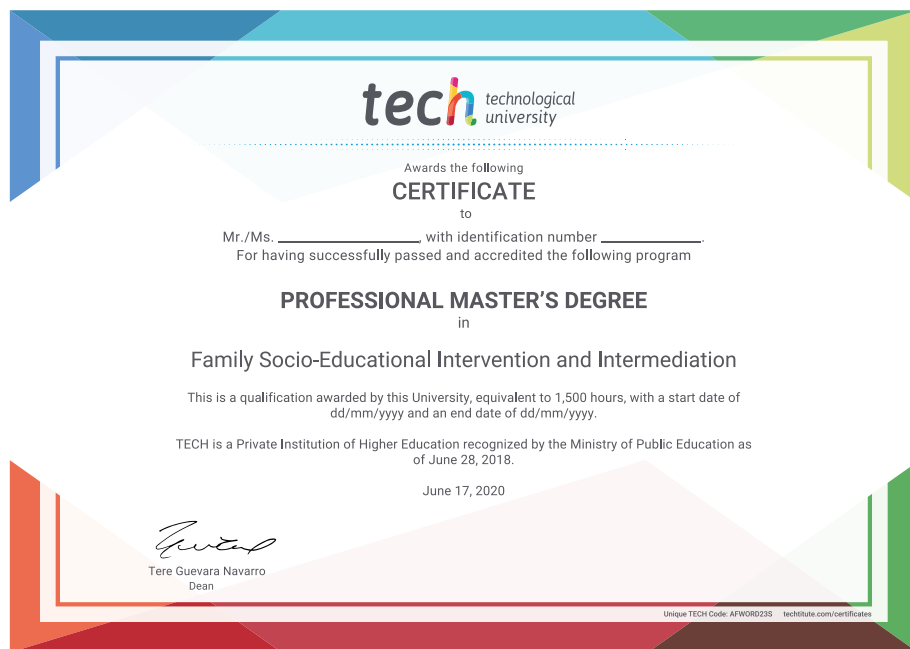 tech technological
university
Awards the following
CERTIFICATE
to
Mr./Ms. ____________________, with identification number ______________.
For having successfully passed and accredited the following program
PROFESSIONAL MASTER'S DEGREE
in
Family Socio-Educational Intervention and Intermediation
This is a qualification awarded by this University, equivalent to 1,500 hours, with a start date of
dd/mm/yyyy and an end date of dd/mm/yyyy.
TECH is a Private Institution of Higher Education recognized by the Ministry of Public Education as
of June 28, 2018.
June 17, 2020
Tere Guevara Navarro
Dean
Unique TECH Code: AFWORD23S techtitute.com/certificates